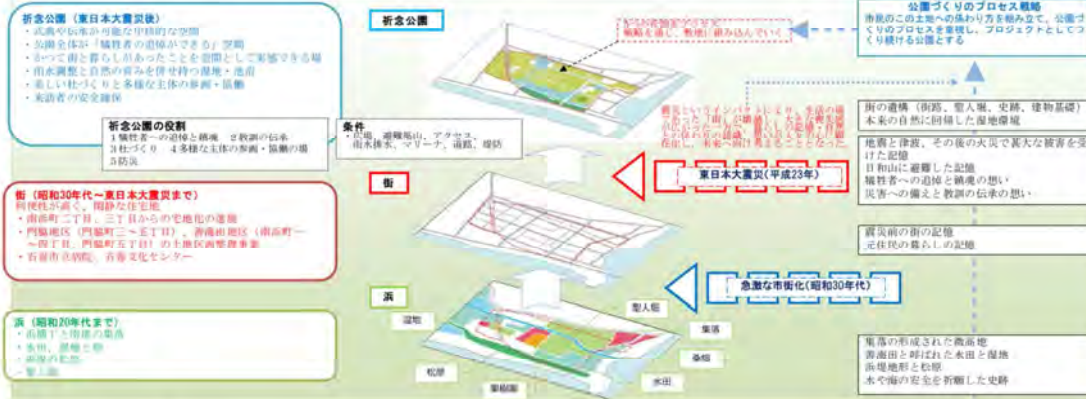 祈念公園（東日本大震災後）
・式典や伝承が可能な中核的な空間
・公園全体が「犠牲者の追悼ができる」空間
・かつて街と暮らしがあったことを空間として実感できる場
・雨水調整と自然の営みを併せ持つ湿地・池沼
・美しい杜づくりと多様な主体の参画・協働
・来訪者の安全確保
祈念公園の役割
1犠牲者への追悼と鎮魂　2教訓の伝承
3杜づくり　4多様な主体の参画・協働の場
5防災
条件
・広場、避難築山、アクセス、
雨水排水、マリーナ、道路、堤防
街（昭和30年代～東日本大震災まで）
利便性が高く、閑静な住宅地
・南浜町二丁目、三丁目からの宅地化の進展
・門脇地区（門脇町三～五丁目）、善海田地区（南浜町一
～四丁目、門脇町五丁目）の土地区画整理事業
・石巻市立病院、石巻文化センター
浜（昭和20年代まで）
・水田、
祈念公園
戦略を通じ、敷地に組み込んでいく
街
東日本大震災（平成23年）
浜
急激な市街化（昭和30年代）
聖人堀
湿地
集落
桑畑
松原
水田
果樹園
公園づくりのプロセス戦略
市民のこの土地への係わり方を組み立て、公園づ
くりのプロセスを重視し、プロジェクトとしてつ
くり続ける公園とする
街の遺構（街路、聖人堀、史跡、建物基礎）
本来の自然に回帰した湿地環境
地震と津波、その後の火災で甚大な被害を受
けた記憶
日和山に避難した記憶
犠牲者への追悼と鎮魂の想い
災害への備えと教訓の伝承の想い
震災前の街の記憶
元住民の暮らしの記憶
集落の形成された微高地
善海田と呼ばれた水田と湿地
浜堤地形と松原
水や海の安全を祈願した史跡